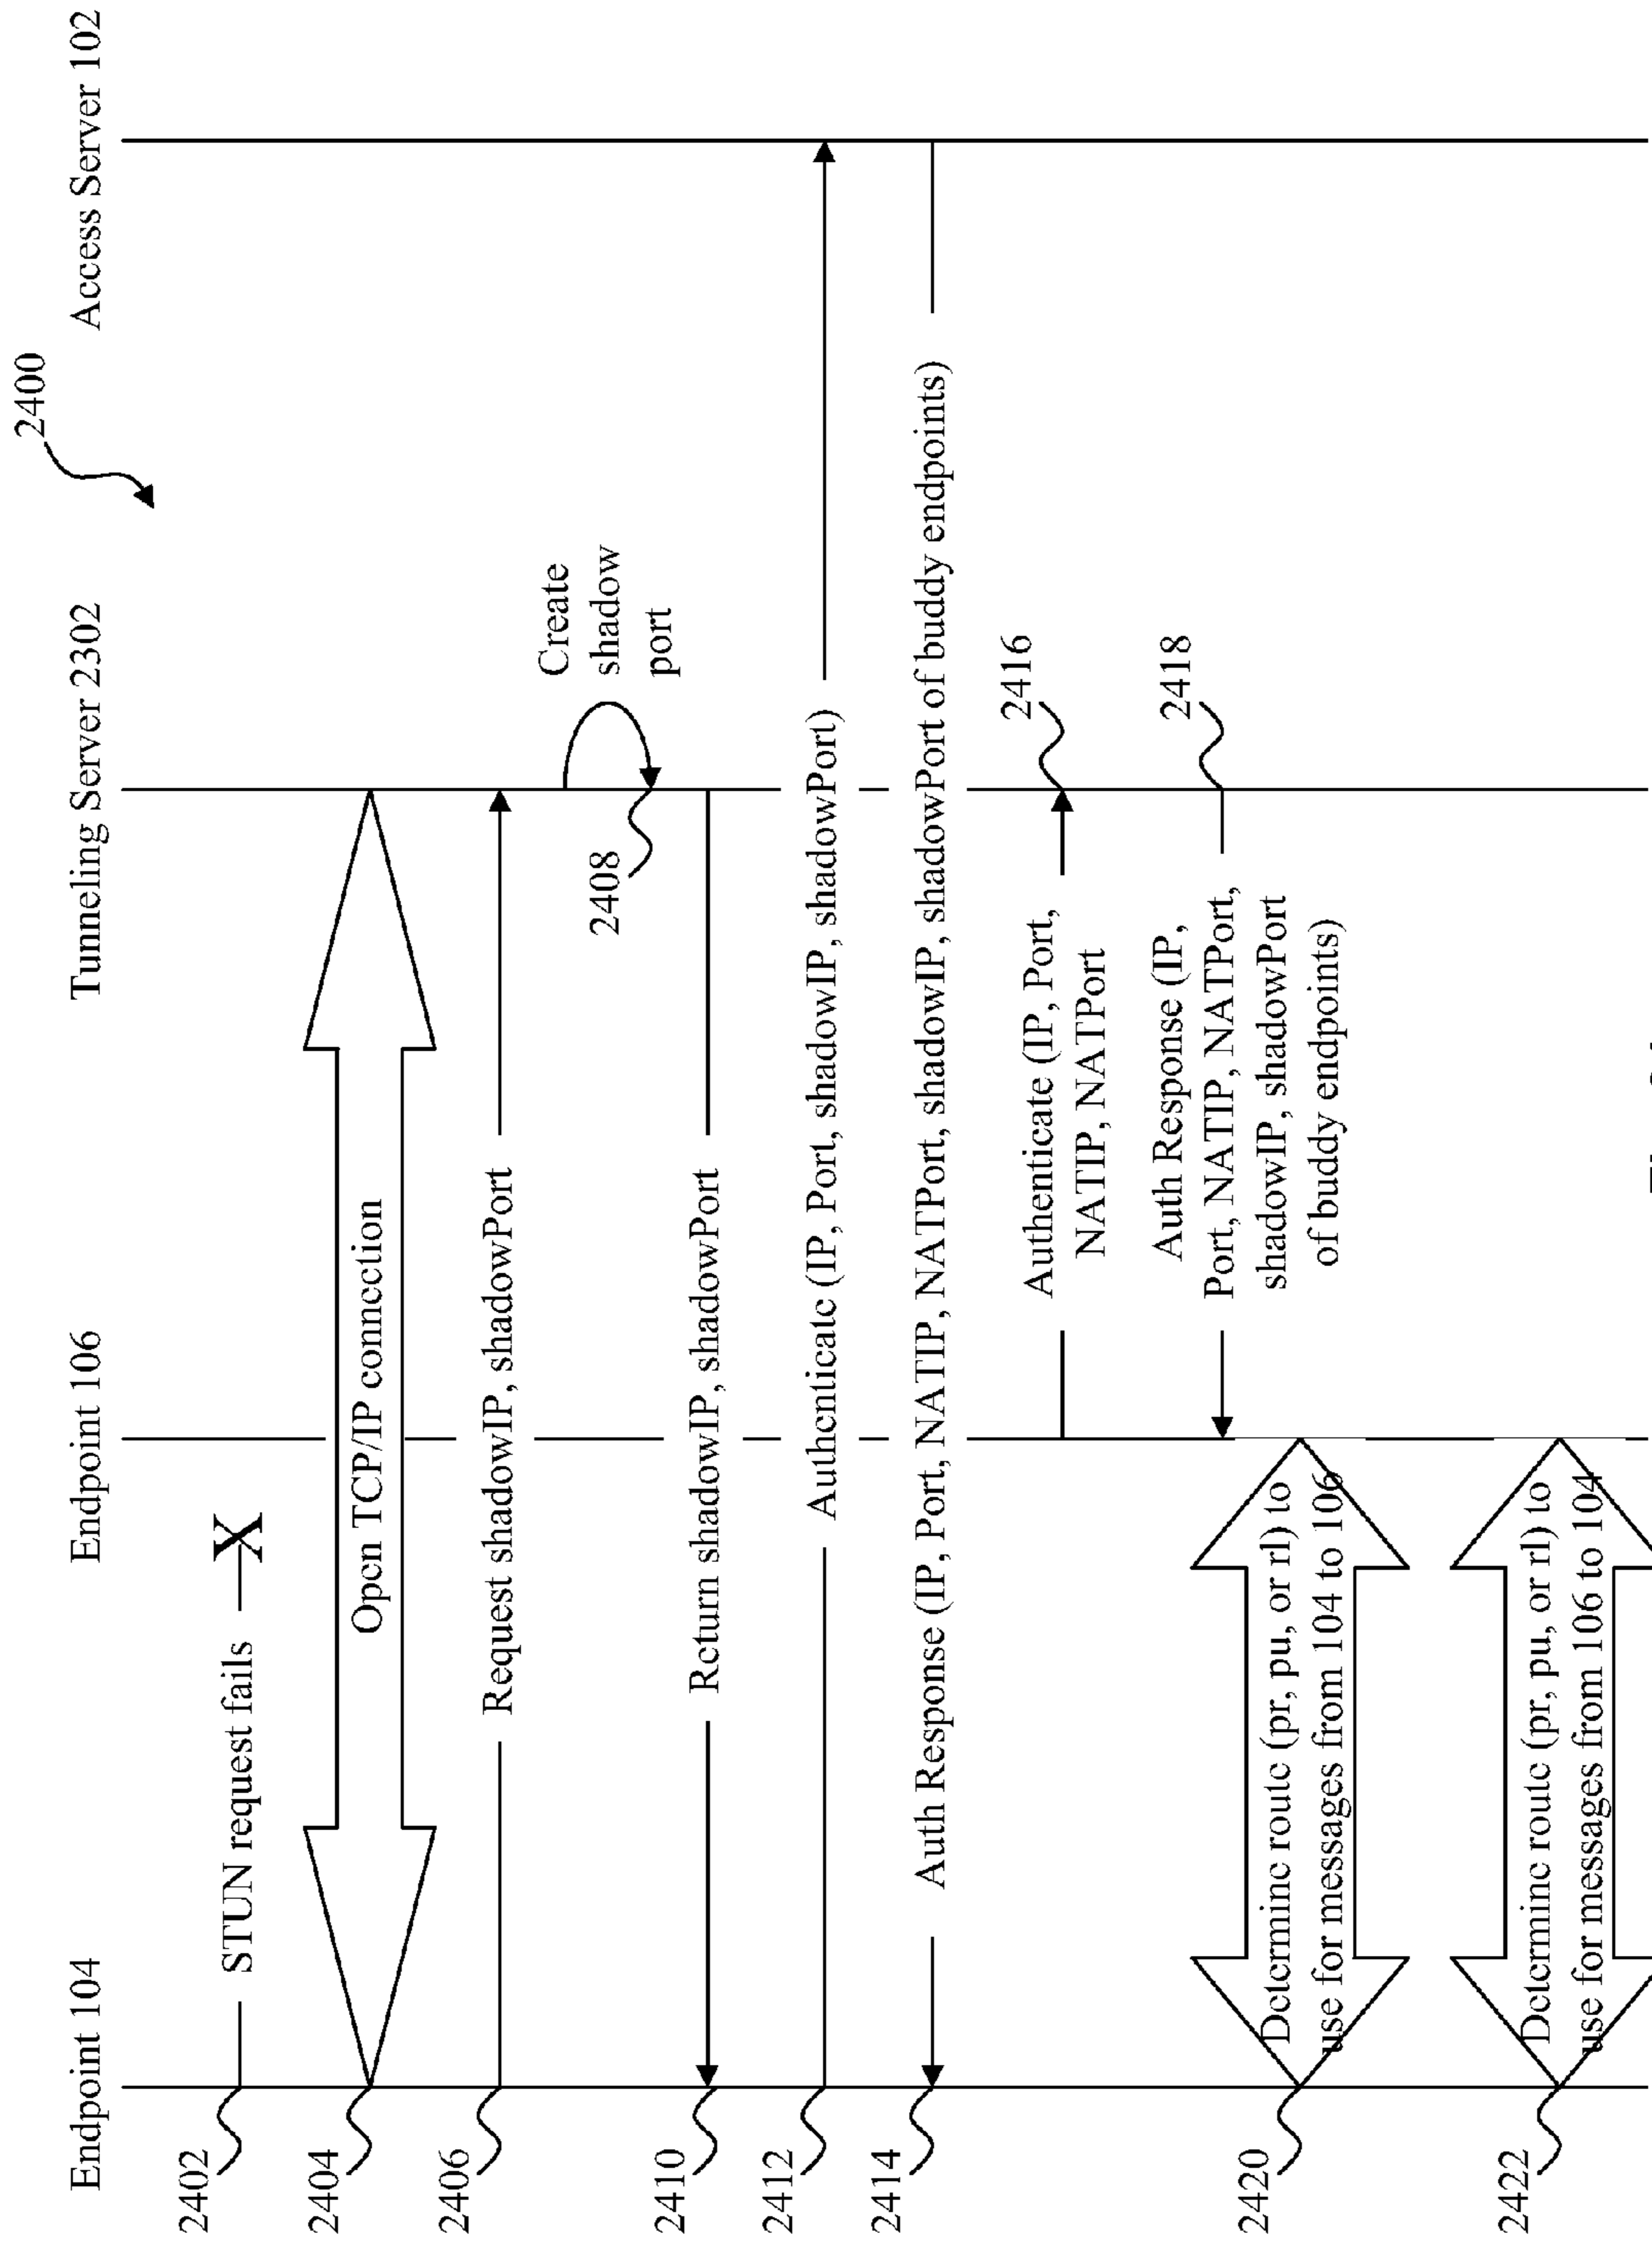 2400
Endpoint 104
Endpoint 106
Tunneling Server 2302
Access Server 102
2402
STUN request fails
X
2404
Open TCP/IP connection
2406
Request shadowIP, shadowPort
Create
shadow
port
2408
2410
Return shadowIP, shadowPort
2412
Authenticate (IP, Port, shadowIP, shadowPort)
2414
Auth Response (IP, Port, NATIP, NATPort, shadowIP, shadowPort of buddy endpoints)
Authenticate (IP, Port,
NATIP, NATPort
2416
Auth Response (IP,
Port, NATIP, NATPort,
shadowIP, shadowPort
of buddy endpoints)
2418
2420
Determine route (pr, pu, or rl) to
use for messages from 104 to 106
2422
Determine route (pr, pu, or rl) to
use for messages from 106 to 104